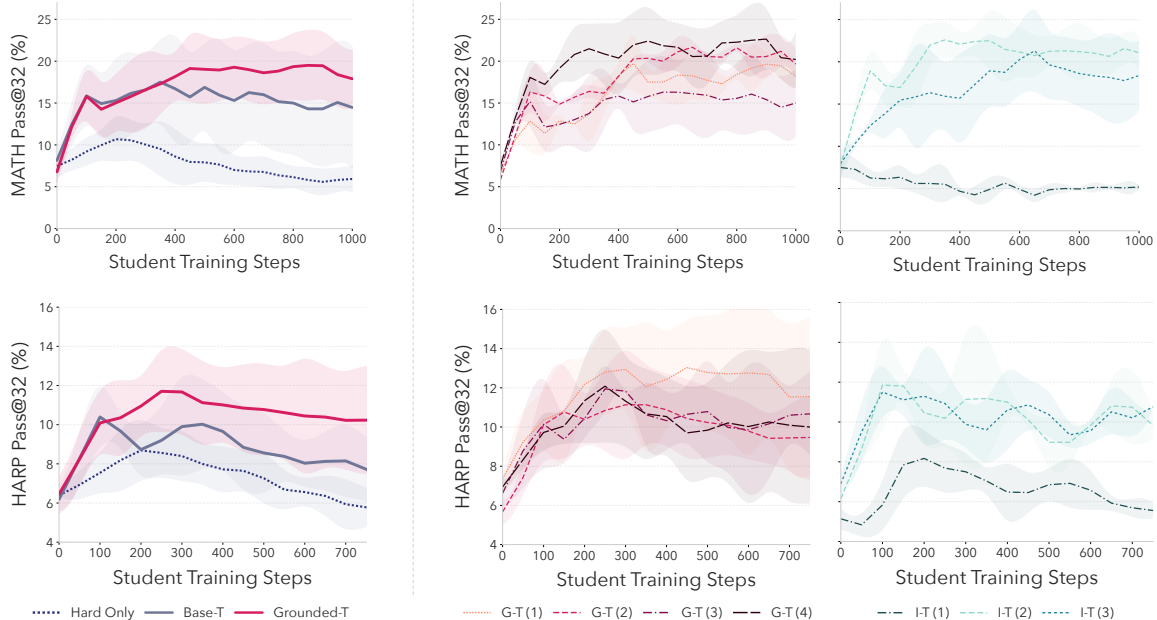 MATH Pass@32 (%)
25
20
15
10
5
0
0 200 400 600 800 1000
Student Training Steps
MATH Pass@32 (%)
25
20
15
10
5
0
0 200 400 600 800 1000
Student Training Steps
0 200 400 600 800 1000
Student Training Steps
HARP Pass@32 (%)
16
14
12
10
8
6
4
0 100 200 300 400 500 600 700
Student Training Steps
HARP Pass@32 (%)
16
14
12
10
8
6
4
0 100 200 300 400 500 600 700
Student Training Steps
0 100 200 300 400 500 600 700
Student Training Steps
Hard Only Base-T Grounded-T
G-T (1) G-T (2) G-T (3) G-T (4)
I-T (1) I-T (2) I-T (3)